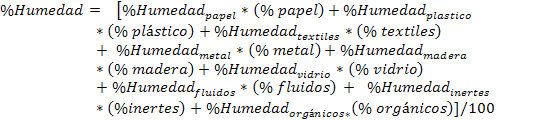 %Humedad = [%Humedad_papel * (% papel) + %Humedad_plastico
* (% plástico) + %Humedad_textiles * (% textiles)
+ %Humedad_metal * (% metal) + %Humedad_madera
* (% madera) + %Humedad_vidrio * (% vidrio)
+ %Humedad_fluidos * (% fluidos) + %Humedad_inertes
* (%inertes) + %Humedad_orgánicos* (% orgánicos)]/100